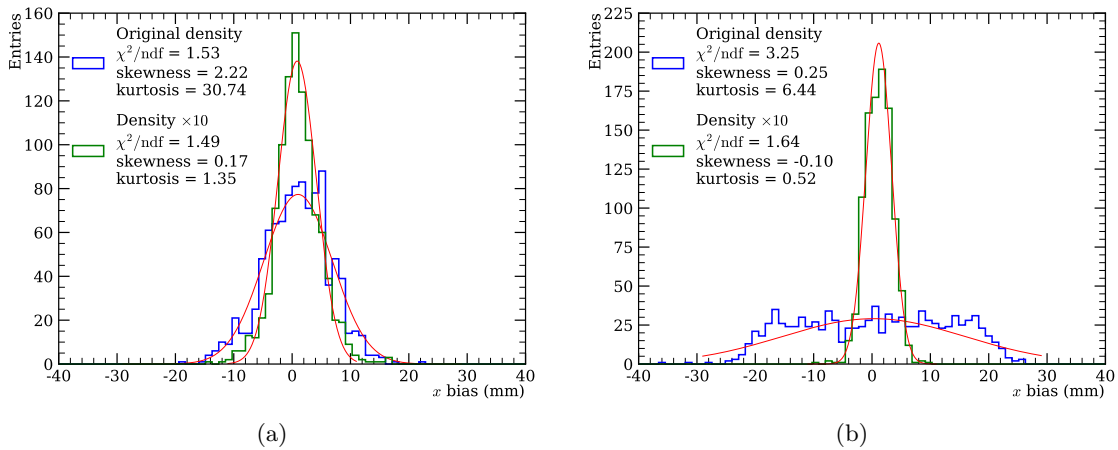 Entries
160
140
120
100
80
60
40
20
0
Original density
χ²/ndf = 1.53
skewness = 2.22
kurtosis = 30.74
Density ×10
χ²/ndf = 1.49
skewness = 0.17
kurtosis = 1.35
-40 -30 -20 -10 0 10 20 30 40
x bias (mm)
(a)
Entries
225
200
175
150
125
100
75
50
25
0
Original density
χ²/ndf = 3.25
skewness = 0.25
kurtosis = 6.44
Density ×10
χ²/ndf = 1.64
skewness = -0.10
kurtosis = 0.52
-40 -30 -20 -10 0 10 20 30 40
x bias (mm)
(b)